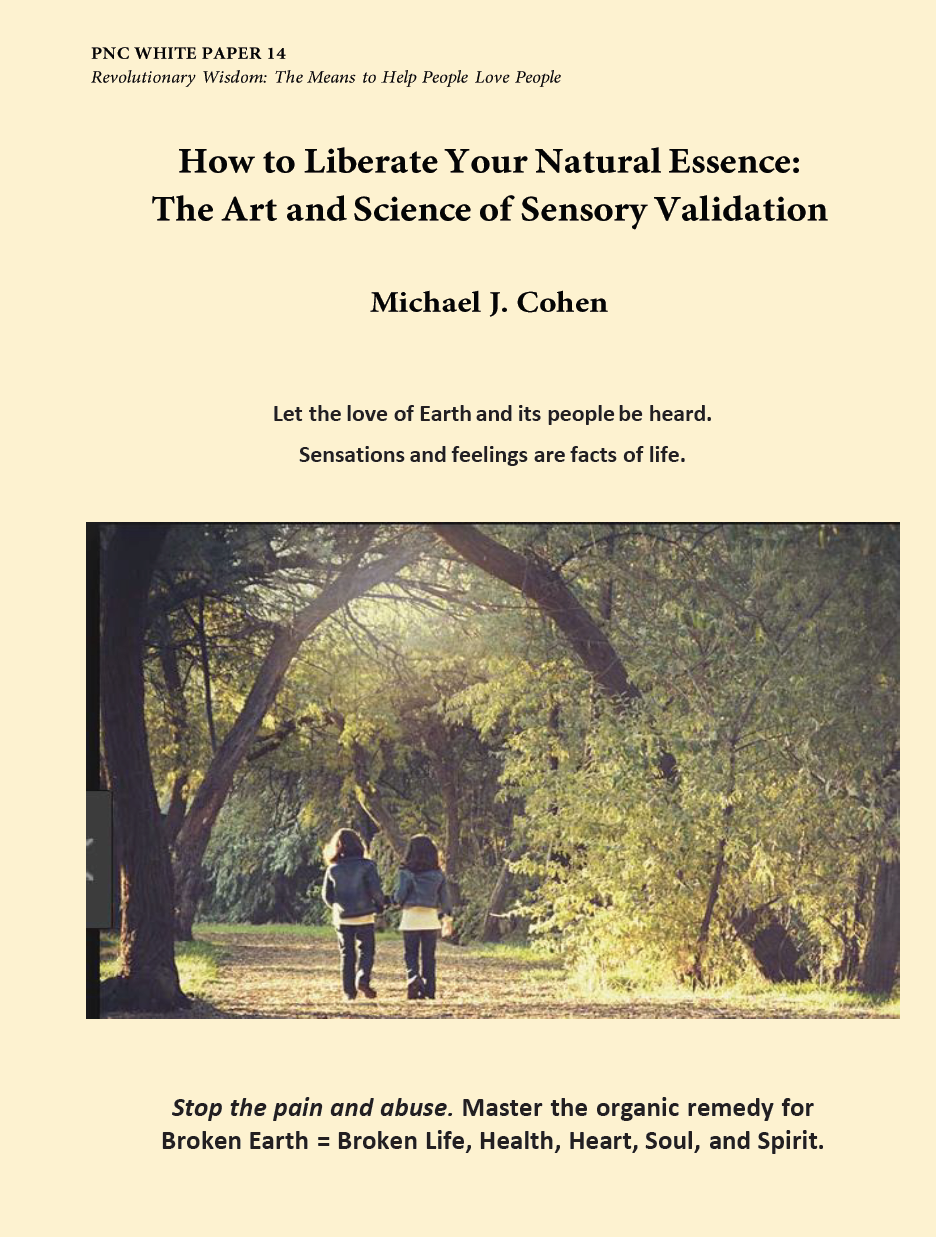 PNC WHITE PAPER 14
Revolutionary Wisdom: The Means to Help People Love People
How to Liberate Your Natural Essence:
The Art and Science of Sensory Validation
Michael J. Cohen
Let the love of Earth and its people be heard.
Sensations and feelings are facts of life.
Stop the pain and abuse. Master the organic remedy for
Broken Earth = Broken Life, Health, Heart, Soul, and Spirit.